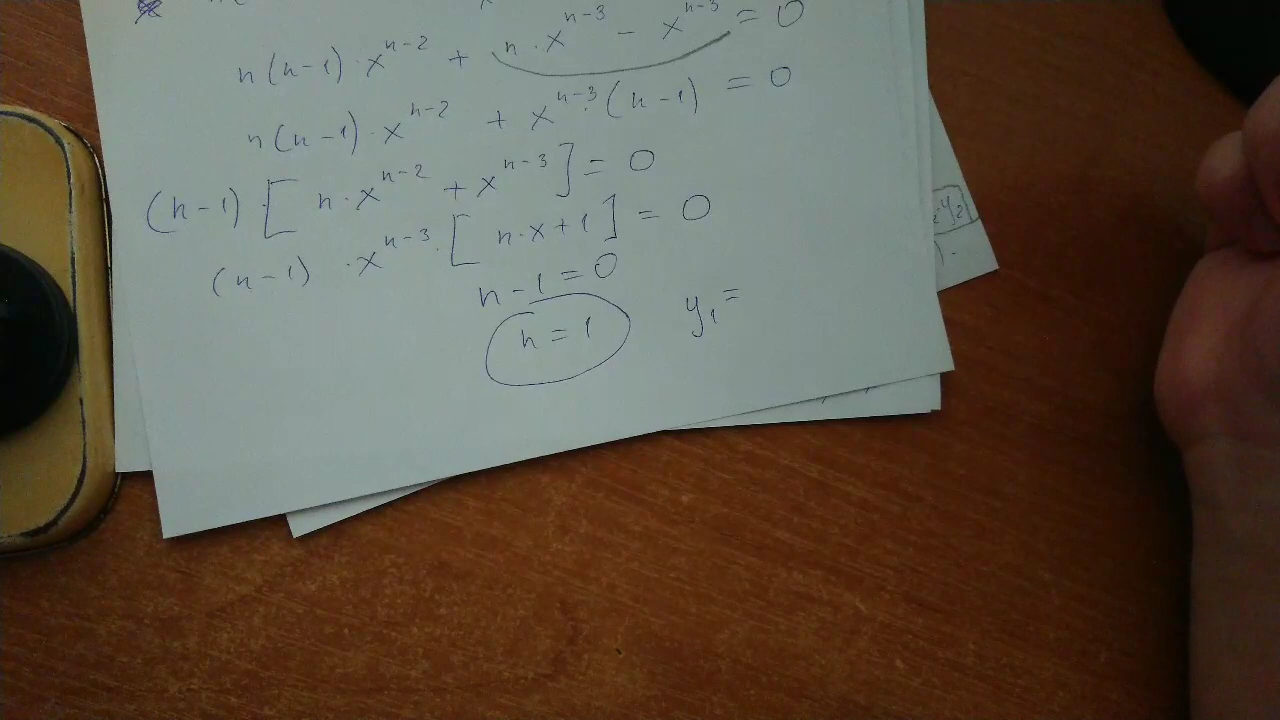 n(n-1)·x^{n-2} + n·x^{n-3} - x^{n-3} = 0
n(n-1)·x^{n-2} + x^{n-3}·(n-1) = 0
(n-1) [ n·x^{n-2} + x^{n-3} ] = 0
(n-1) ·x^{n-3}·[ n·x+1 ] = 0
n-1=0
n=1 y₁=
₂y₂